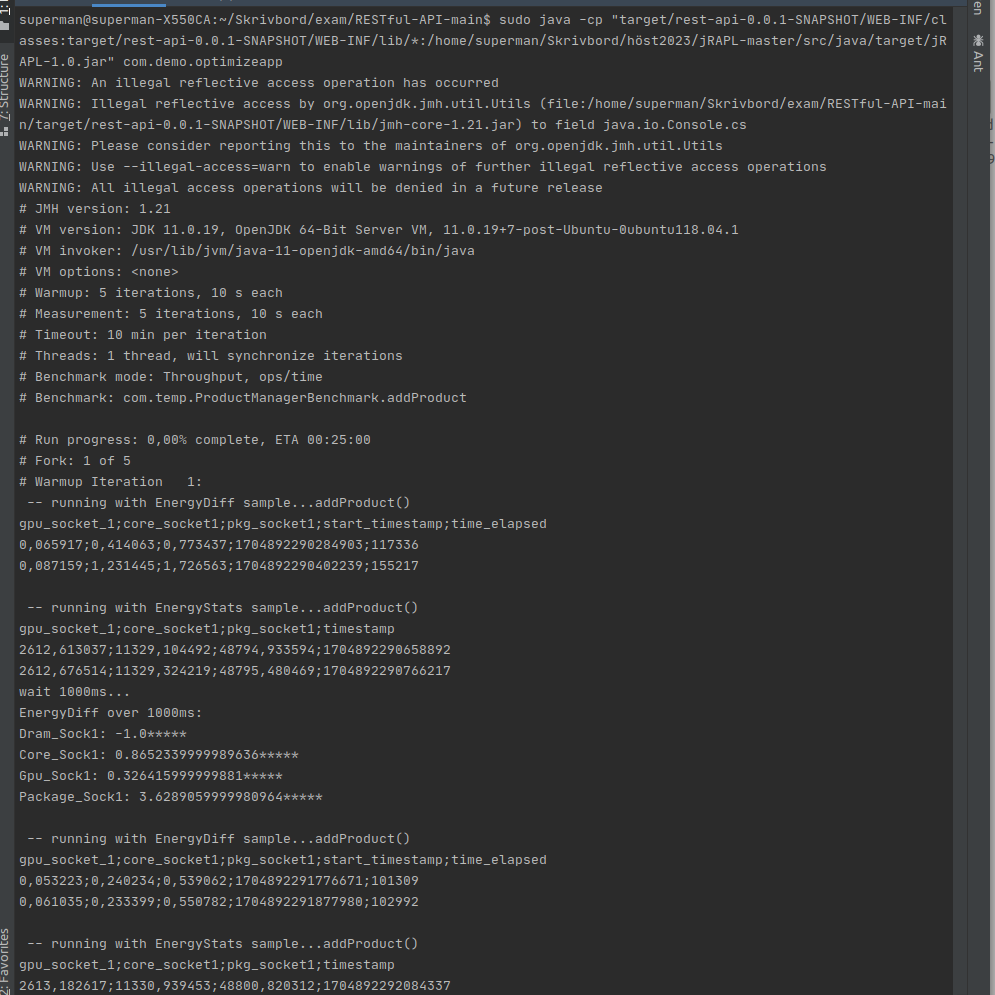 superman@superman-X550CA:~/Skrivbord/exam/RESTful-API-main$ sudo java -cp "target/rest-api-0.0.1-SNAPSHOT/WEB-INF/cl
asses:target/rest-api-0.0.1-SNAPSHOT/WEB-INF/lib/*:/home/superman/Skrivbord/höst2023/jRAPL-master/src/java/target/jR
APL-1.0.jar" com.demo.optimizeapp
WARNING: An illegal reflective access operation has occurred
WARNING: Illegal reflective access by org.openjdk.jmh.util.Utils (file:/home/superman/Skrivbord/exam/RESTful-API-mai
n/target/rest-api-0.0.1-SNAPSHOT/WEB-INF/lib/jmh-core-1.21.jar) to field java.io.Console.cs
WARNING: Please consider reporting this to the maintainers of org.openjdk.jmh.util.Utils
WARNING: Use --illegal-access=warn to enable warnings of further illegal reflective access operations
WARNING: All illegal access operations will be denied in a future release
# JMH version: 1.21
# VM version: JDK 11.0.19, OpenJDK 64-Bit Server VM, 11.0.19+7-post-Ubuntu-0ubuntu118.04.1
# VM invoker: /usr/lib/jvm/java-11-openjdk-amd64/bin/java
# VM options: <none>
# Warmup: 5 iterations, 10 s each
# Measurement: 5 iterations, 10 s each
# Timeout: 10 min per iteration
# Threads: 1 thread, will synchronize iterations
# Benchmark mode: Throughput, ops/time
# Benchmark: com.temp.ProductManagerBenchmark.addProduct
# Run progress: 0,00% complete, ETA 00:25:00
# Fork: 1 of 5
# Warmup Iteration   1:
-- running with EnergyDiff sample...addProduct()
gpu_socket_1;core_socket1;pkg_socket1;start_timestamp;time_elapsed
0,065917;0,414063;0,773437;1704892290284903;117336
0,087159;1,231445;1,726563;1704892290402239;155217
-- running with EnergyStats sample...addProduct()
gpu_socket_1;core_socket1;pkg_socket1;timestamp
2612,613037;11329,104492;48794,933594;1704892290658892
2612,676514;11329,324219;48795,480469;1704892290766217
wait 1000ms...
EnergyDiff over 1000ms:
Dram_Sock1: -1.0*****
Core_Sock1: 0.8652339999989636*****
Gpu_Sock1: 0.326415999999881*****
Package_Sock1: 3.6289059999980964*****
-- running with EnergyDiff sample...addProduct()
gpu_socket_1;core_socket1;pkg_socket1;start_timestamp;time_elapsed
0,053223;0,240234;0,539062;1704892291776671;101309
0,061035;0,233399;0,550782;1704892291877980;102992
-- running with EnergyStats sample...addProduct()
gpu_socket_1;core_socket1;pkg_socket1;timestamp
2613,182617;11330,939453;48800,820312;1704892292084337
Z: Structure
2: Favorites
Ant